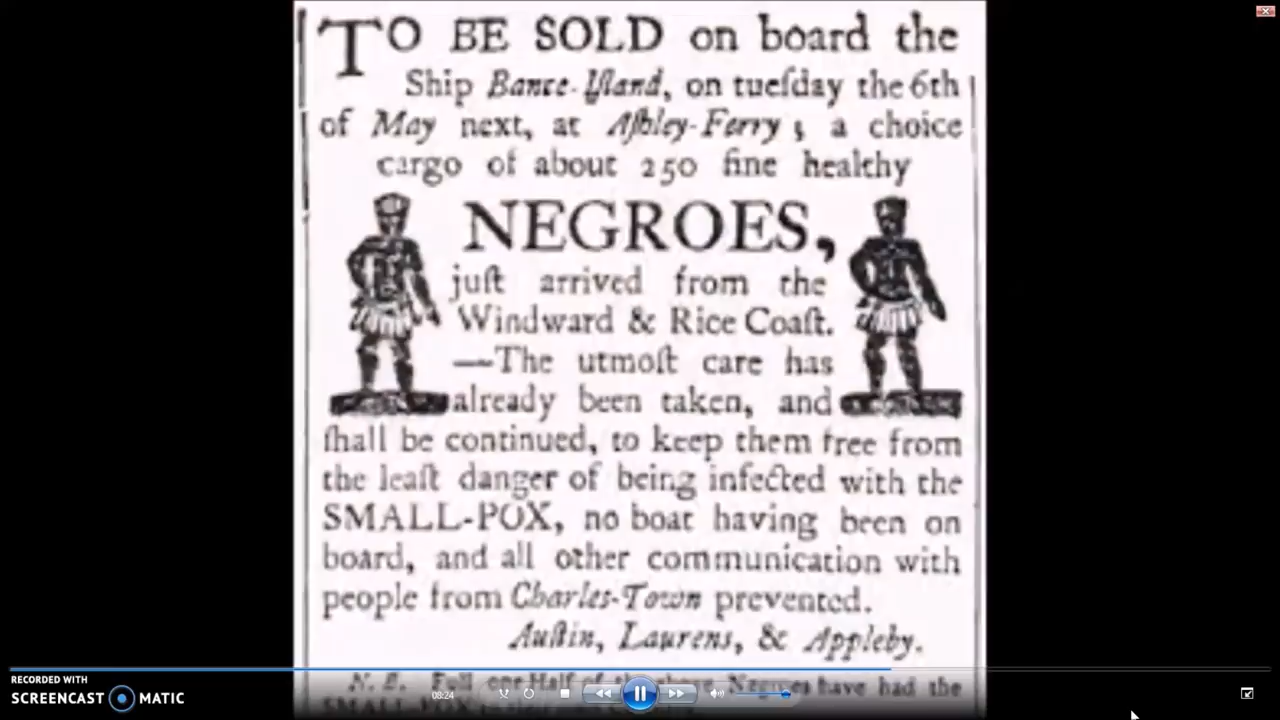 TO BE SOLD on board the
Ship Bance-Iſland, on tueſday the 6th
of May next, at Aſhley-Ferry; a choice
cargo of about 250 fine healthy
NEGROES,
juſt arrived from the
Windward & Rice Coaſt.
—The utmoſt care has
already been taken, and
ſhall be continued, to keep them free from
the leaſt danger of being infected with the
SMALL-POX, no boat having been on
board, and all other communication with
people from Charles-Town prevented.
Auſtin, Laurens, & Appleby.
N. B. Full one Half of the above Negroes have had the
SMALL-POX
08:24
RECORDED WITH
SCREENCAST MATIC